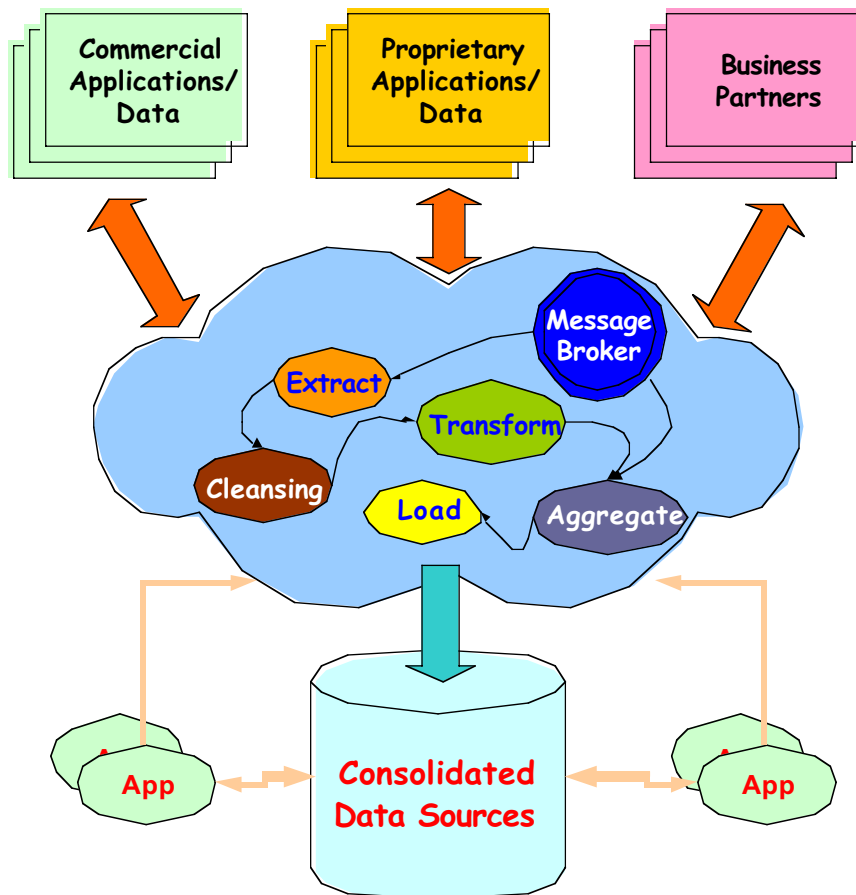 Commercial
Applications/
Data
Proprietary
Applications/
Data
Business
Partners
Message
Broker
Extract
Transform
Cleansing
Load
Aggregate
Consolidated
Data Sources
App
App